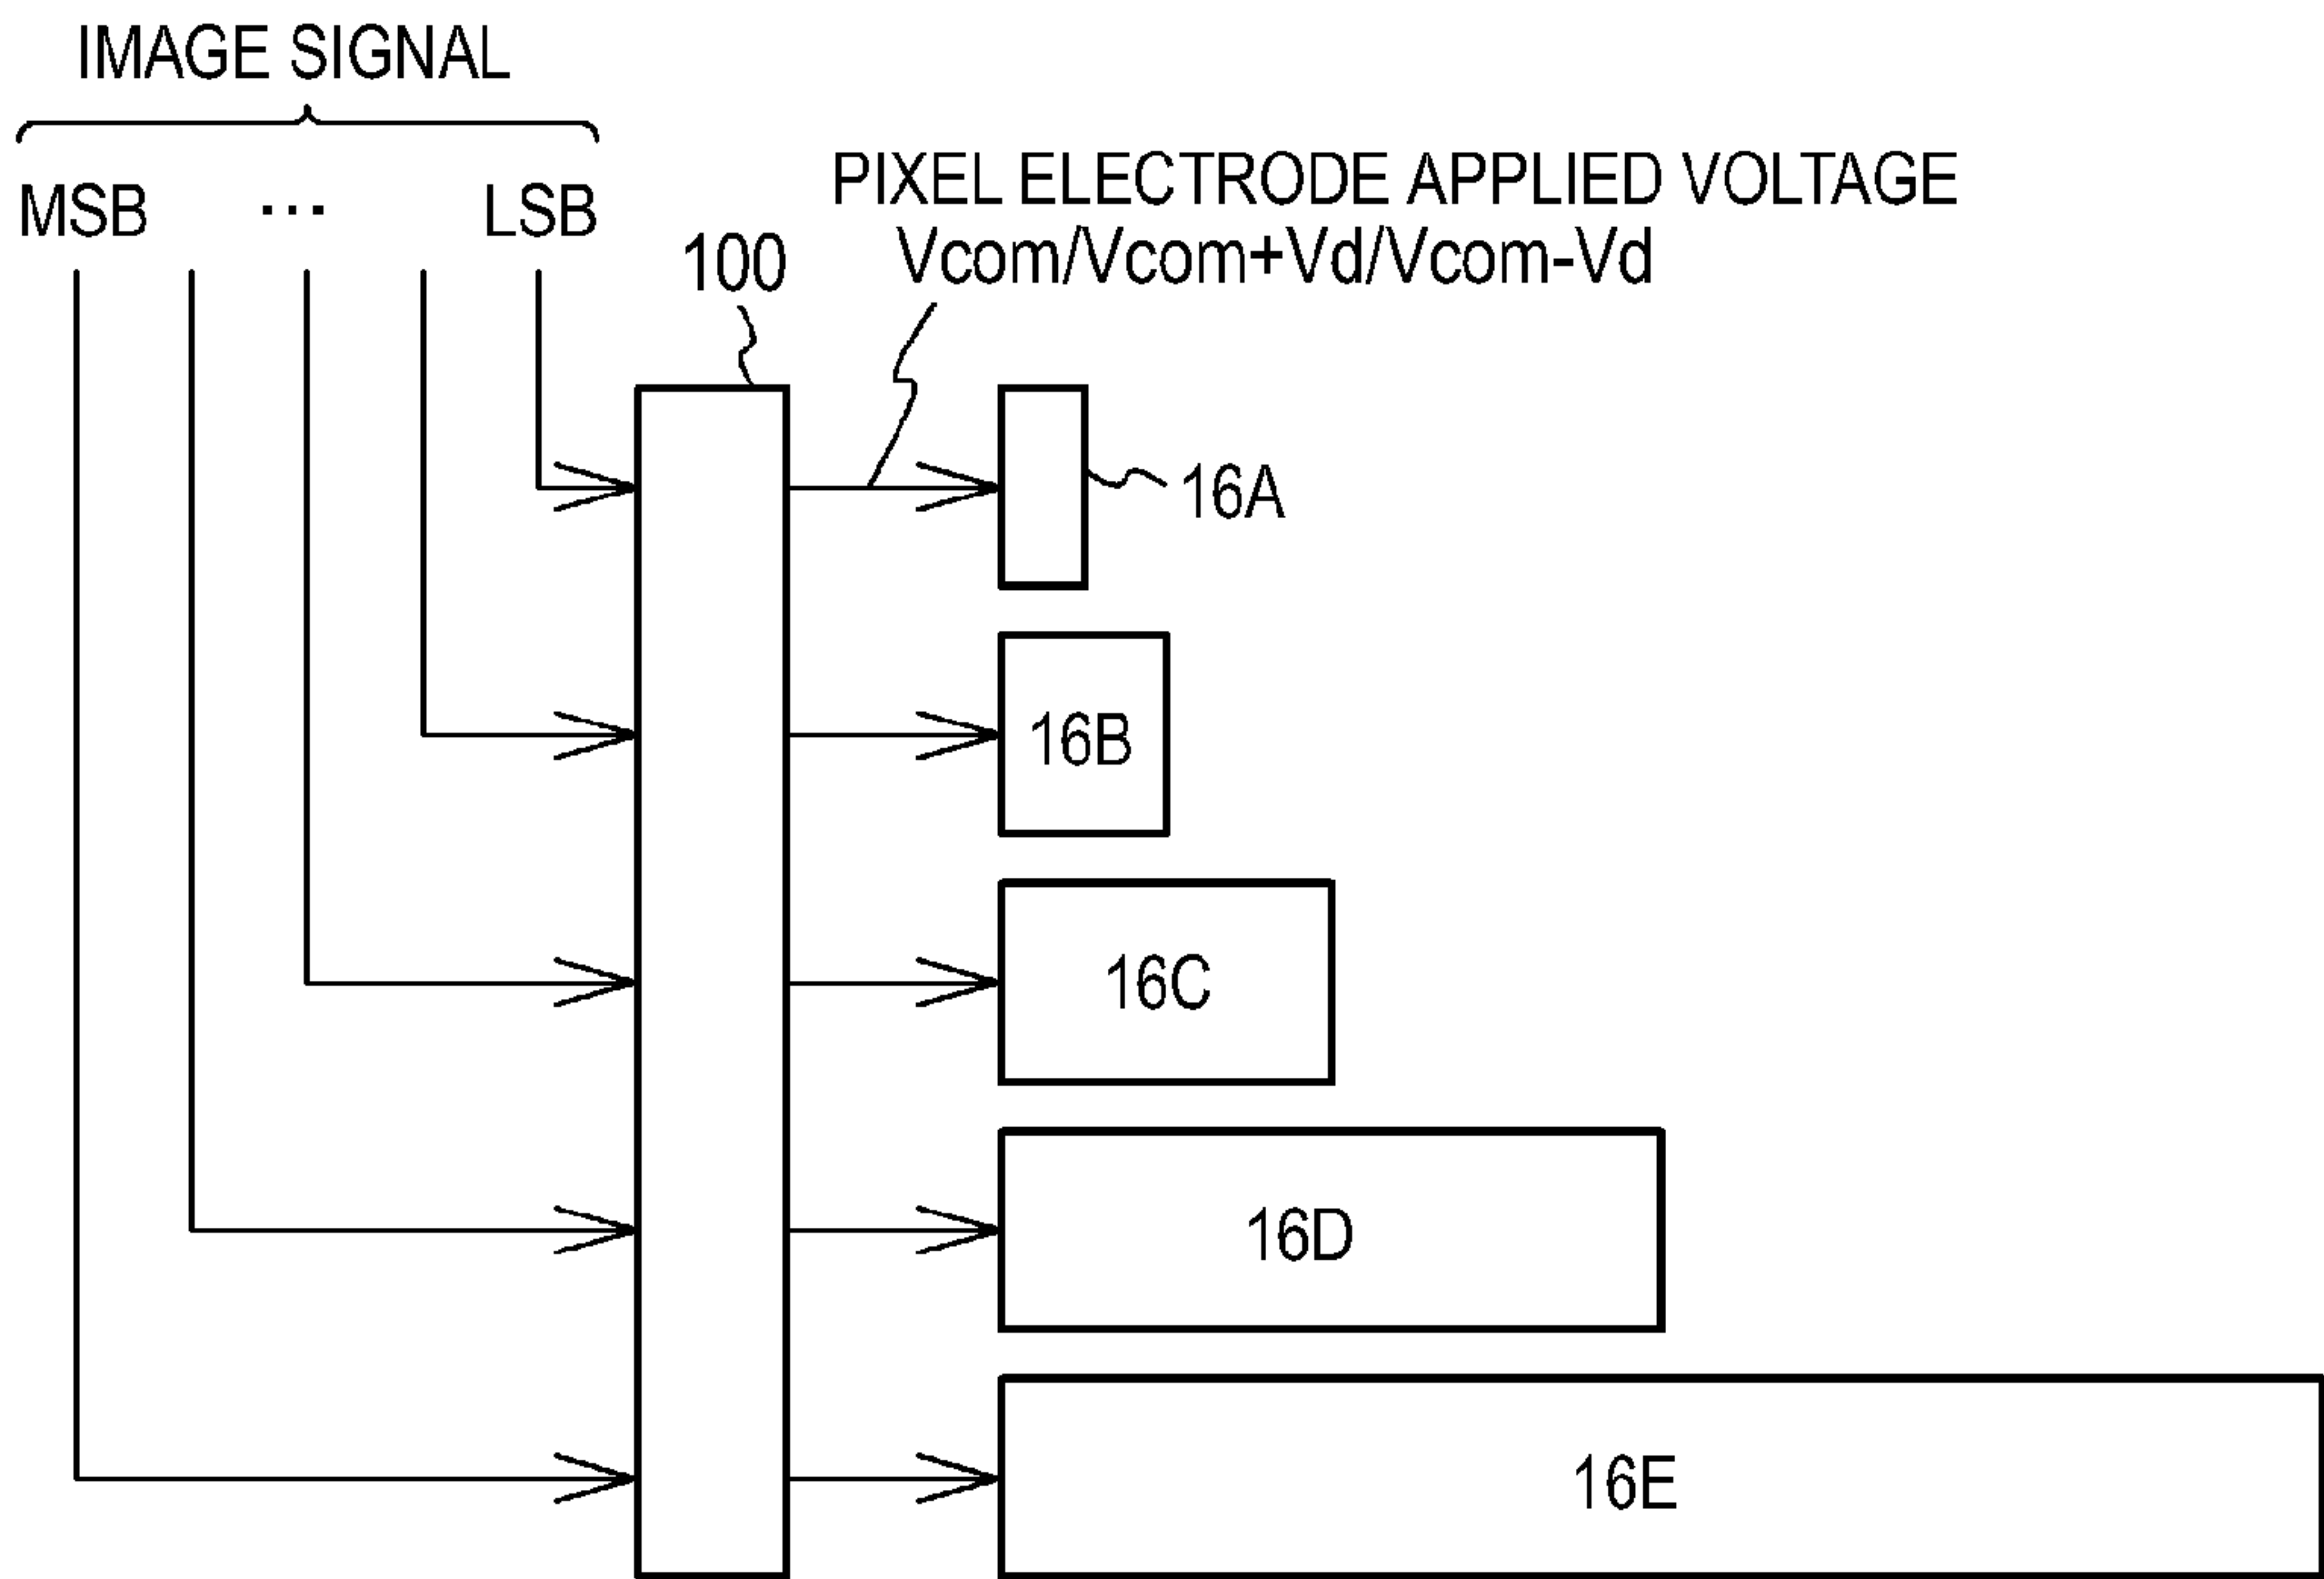 IMAGE SIGNAL
MSB ... LSB
PIXEL ELECTRODE APPLIED VOLTAGE
Vcom/Vcom+Vd/Vcom-Vd
100
16A
16B
16C
16D
16E